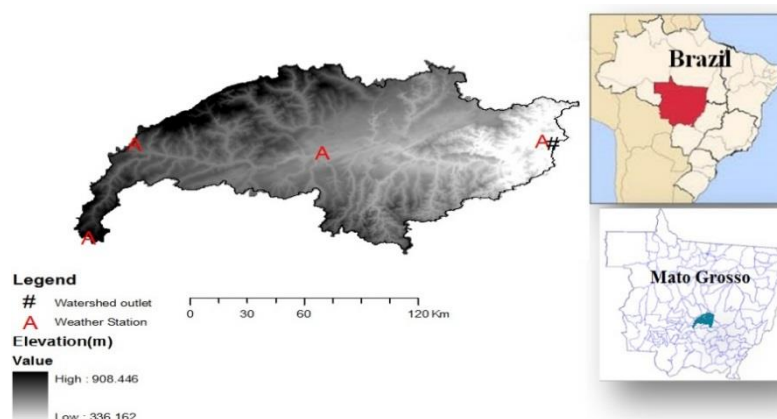 Brazil
A
A
A
#
A
Mato Grosso
Legend
# Watershed outlet
A Weather Station
0 30 60 120 Km
Elevation(m)
Value
High : 908.446
Low : 336.162